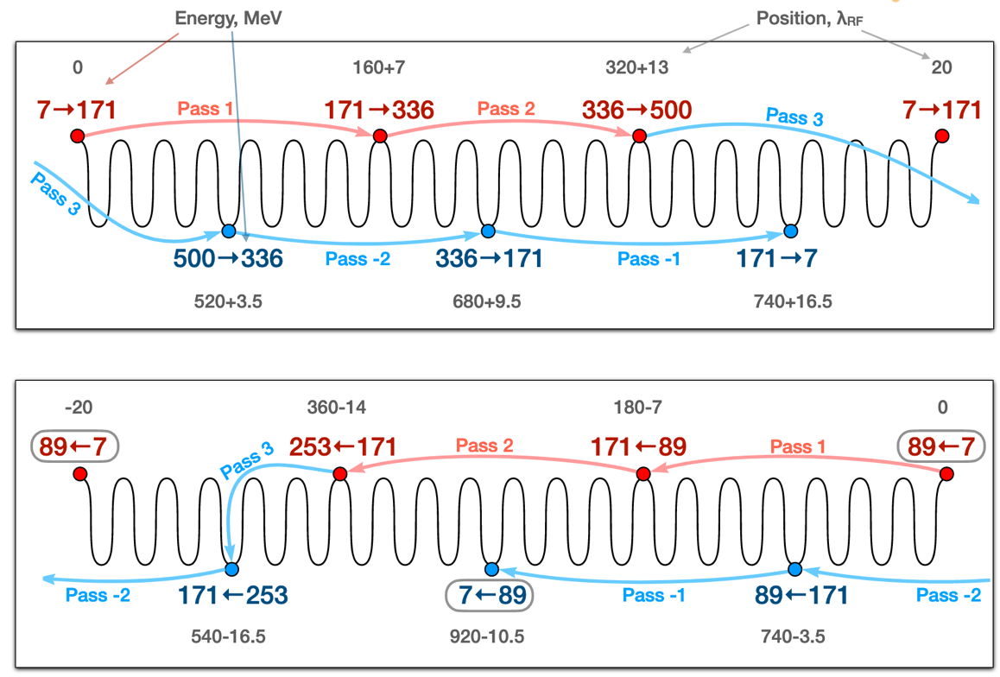 Energy, MeV
Position, λRF
0
160+7
320+13
20
7→171
Pass 1
171→336
Pass 2
336→500
Pass 3
7→171
Pass 3
500→336
Pass -2
336→171
Pass -1
171→7
520+3.5
680+9.5
740+16.5
-20
360-14
180-7
0
89←7
Pass 3
253←171
Pass 2
171←89
Pass 1
89←7
Pass -2
171←253
7←89
Pass -1
89←171
Pass -2
540-16.5
920-10.5
740-3.5